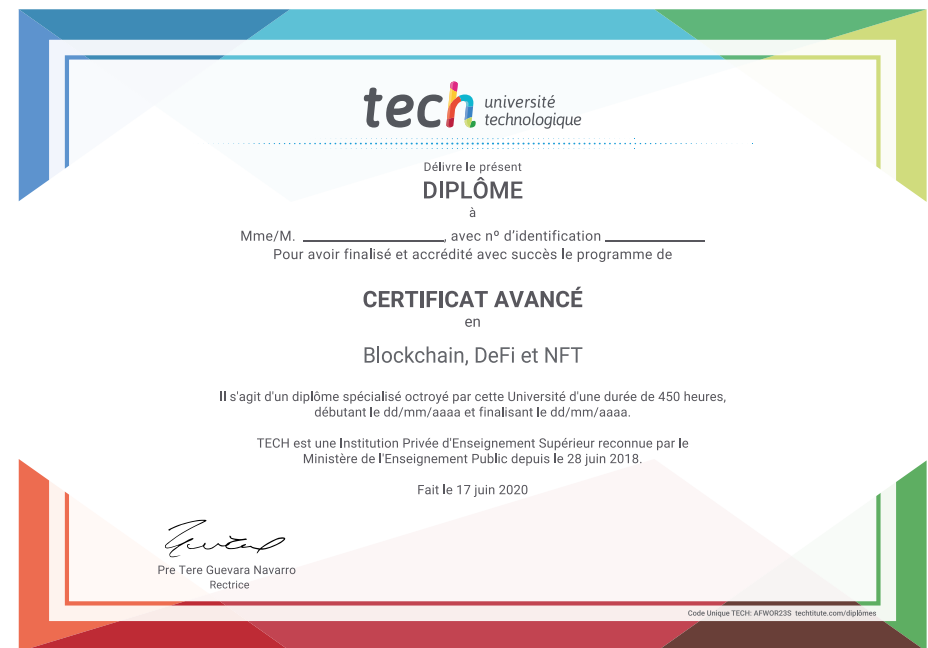 tech université
technologique
Délivre le présent
DIPLÔME
à
Mme/M. ____________________, avec nº d'identification ______________
Pour avoir finalisé et accrédité avec succès le programme de
CERTIFICAT AVANCÉ
en
Blockchain, DeFi et NFT
Il s'agit d'un diplôme spécialisé octroyé par cette Université d'une durée de 450 heures,
débutant le dd/mm/aaaa et finalisant le dd/mm/aaaa.
TECH est une Institution Privée d'Enseignement Supérieur reconnue par le
Ministère de l'Enseignement Public depuis le 28 juin 2018.
Fait le 17 juin 2020
Pre Tere Guevara Navarro
Rectrice
Code Unique TECH: AFWOR23S techtitute.com/diplômes